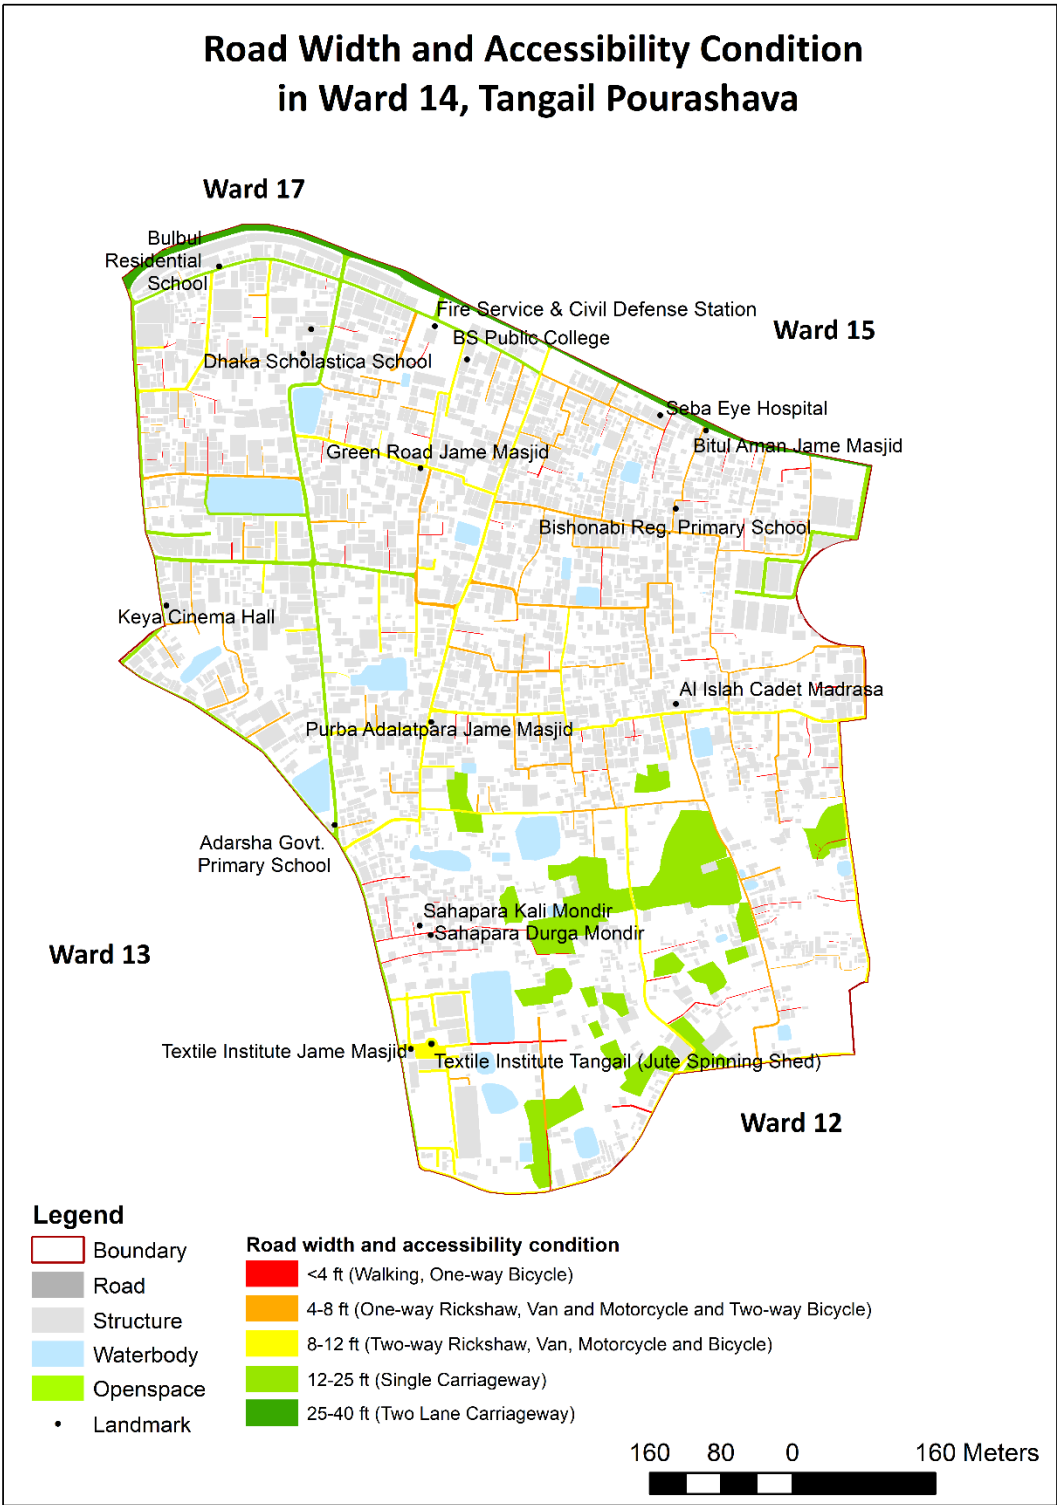 Road Width and Accessibility Condition
in Ward 14, Tangail Pourashava
Ward 17
Bulbul
Residential
School
Fire Service & Civil Defense Station
Ward 15
BS Public College
Dhaka Scholastica School
Seba Eye Hospital
Bitul Aman Jame Masjid
Green Road Jame Masjid
Bishonabi Reg. Primary School
Keya Cinema Hall
Al Islah Cadet Madrasa
Purba Adalatpara Jame Masjid
Adarsha Govt.
Primary School
Sahapara Kali Mondir
Sahapara Durga Mondir
Ward 13
Textile Institute Jame Masjid
Textile Institute Tangail (Jute Spinning Shed)
Ward 12
Legend
Boundary
Road
Structure
Waterbody
Openspace
Landmark
Road width and accessibility condition
<4 ft (Walking, One-way Bicycle)
4-8 ft (One-way Rickshaw, Van and Motorcycle and Two-way Bicycle)
8-12 ft (Two-way Rickshaw, Van, Motorcycle and Bicycle)
12-25 ft (Single Carriageway)
25-40 ft (Two Lane Carriageway)
160 80 0 160 Meters